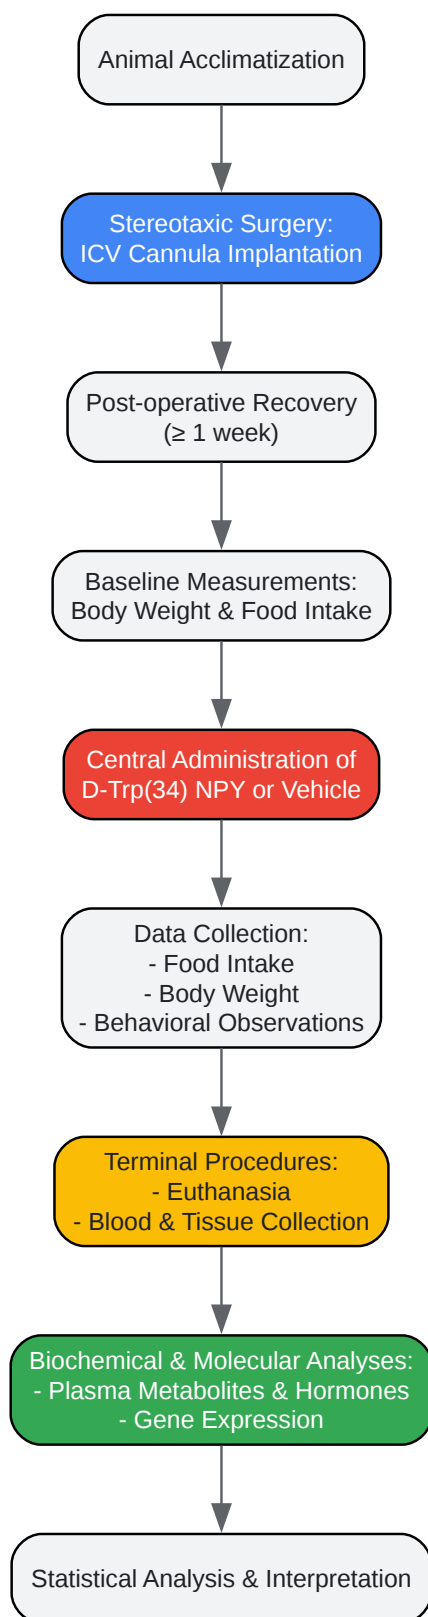 Animal Acclimatization
Stereotaxic Surgery:
ICV Cannula Implantation
Post-operative Recovery
(≥ 1 week)
Baseline Measurements:
Body Weight & Food Intake
Central Administration of
D-Trp(34) NPY or Vehicle
Data Collection:
- Food Intake
- Body Weight
- Behavioral Observations
Terminal Procedures:
- Euthanasia
- Blood & Tissue Collection
Biochemical & Molecular Analyses:
- Plasma Metabolites & Hormones
- Gene Expression
Statistical Analysis & Interpretation